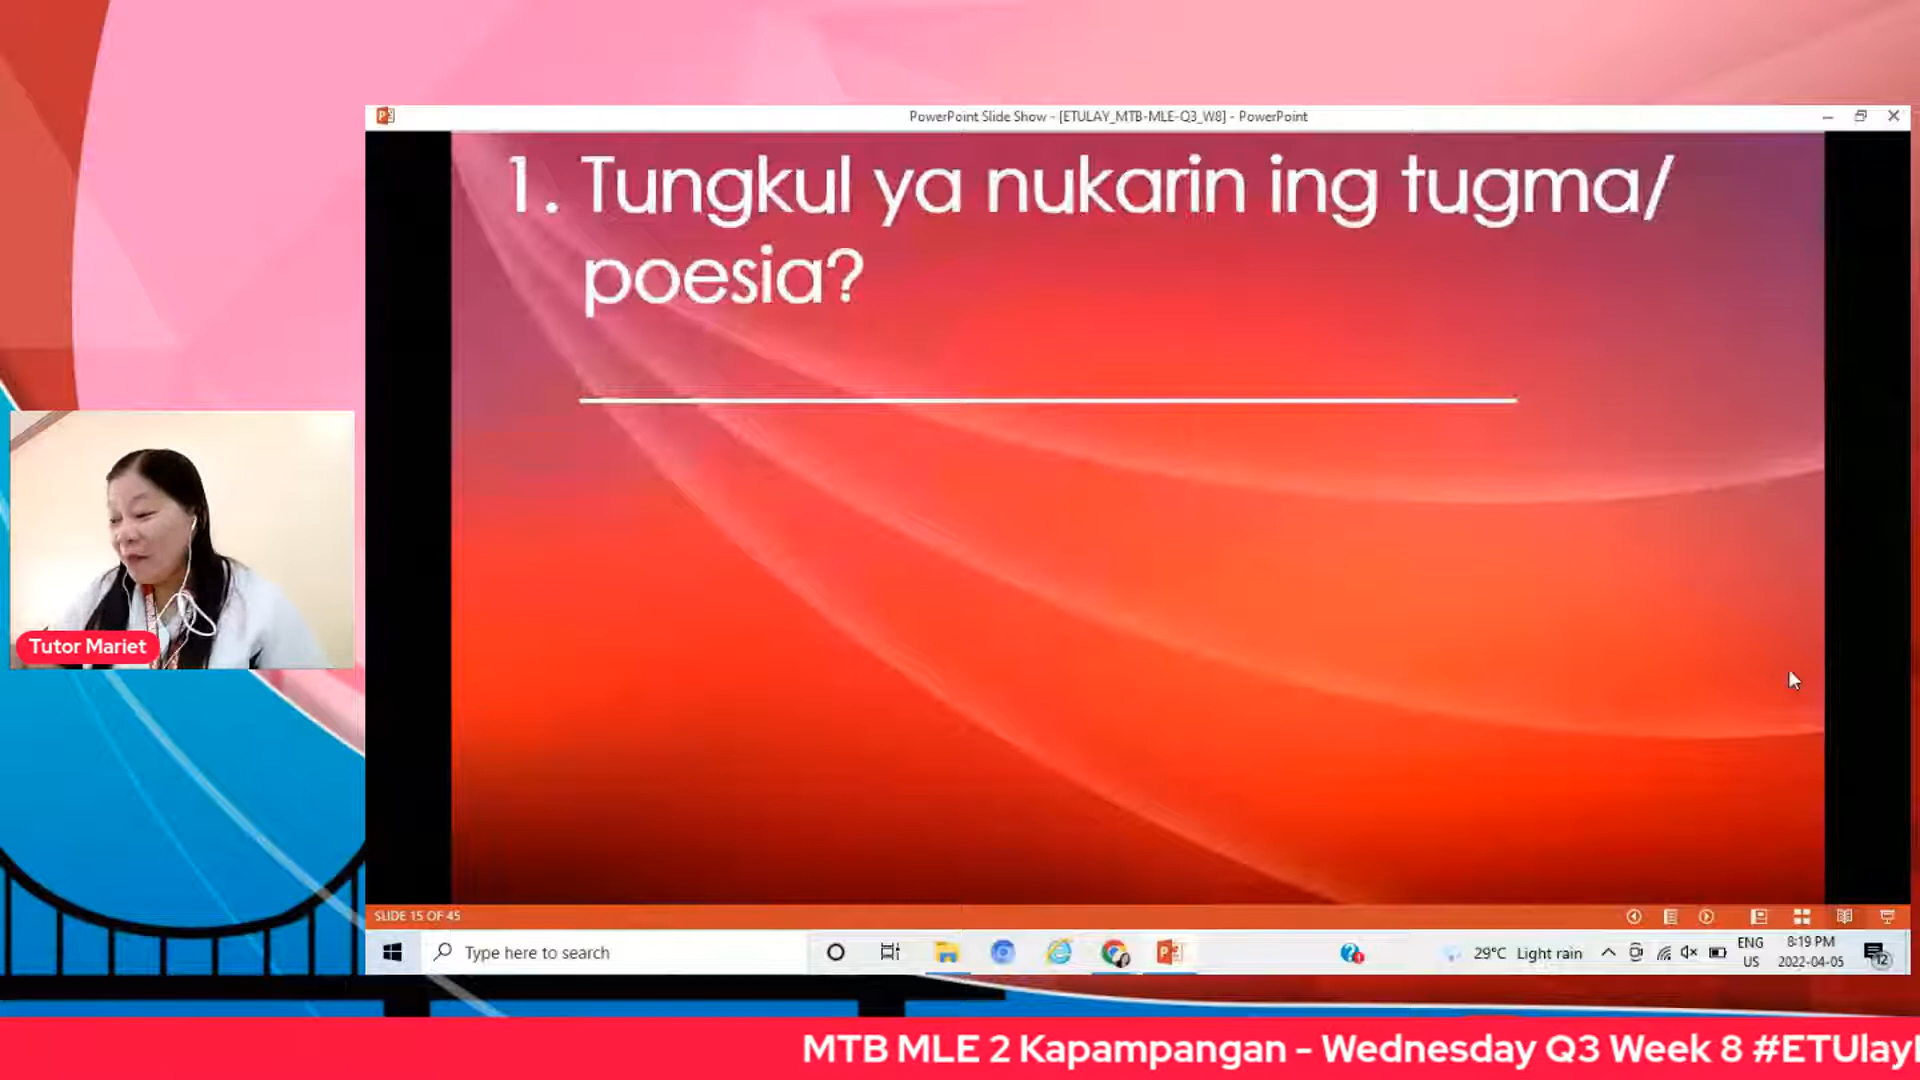 PowerPoint Slide Show - [ETULAY_MTB-MLE-Q3_W8] - PowerPoint
1. Tungkul ya nukarin ing tugma/
poesia?
Tutor Mariet
SLIDE 15 OF 45
Type here to search
29°C Light rain
ENG
US
8:19 PM
2022-04-05
12
MTB MLE 2 Kapampangan - Wednesday Q3 Week 8 #ETUlay